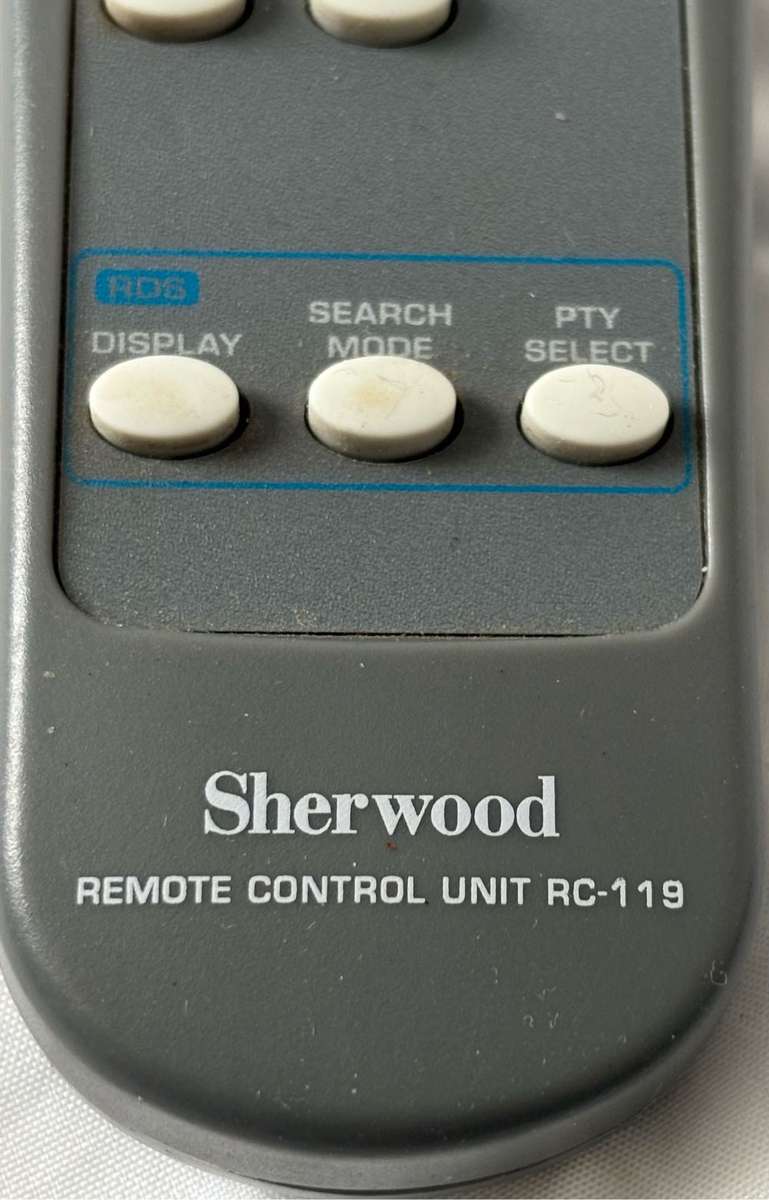 RDS
DISPLAY
SEARCH
MODE
PTY
SELECT
Sherwood
REMOTE CONTROL UNIT RC-119